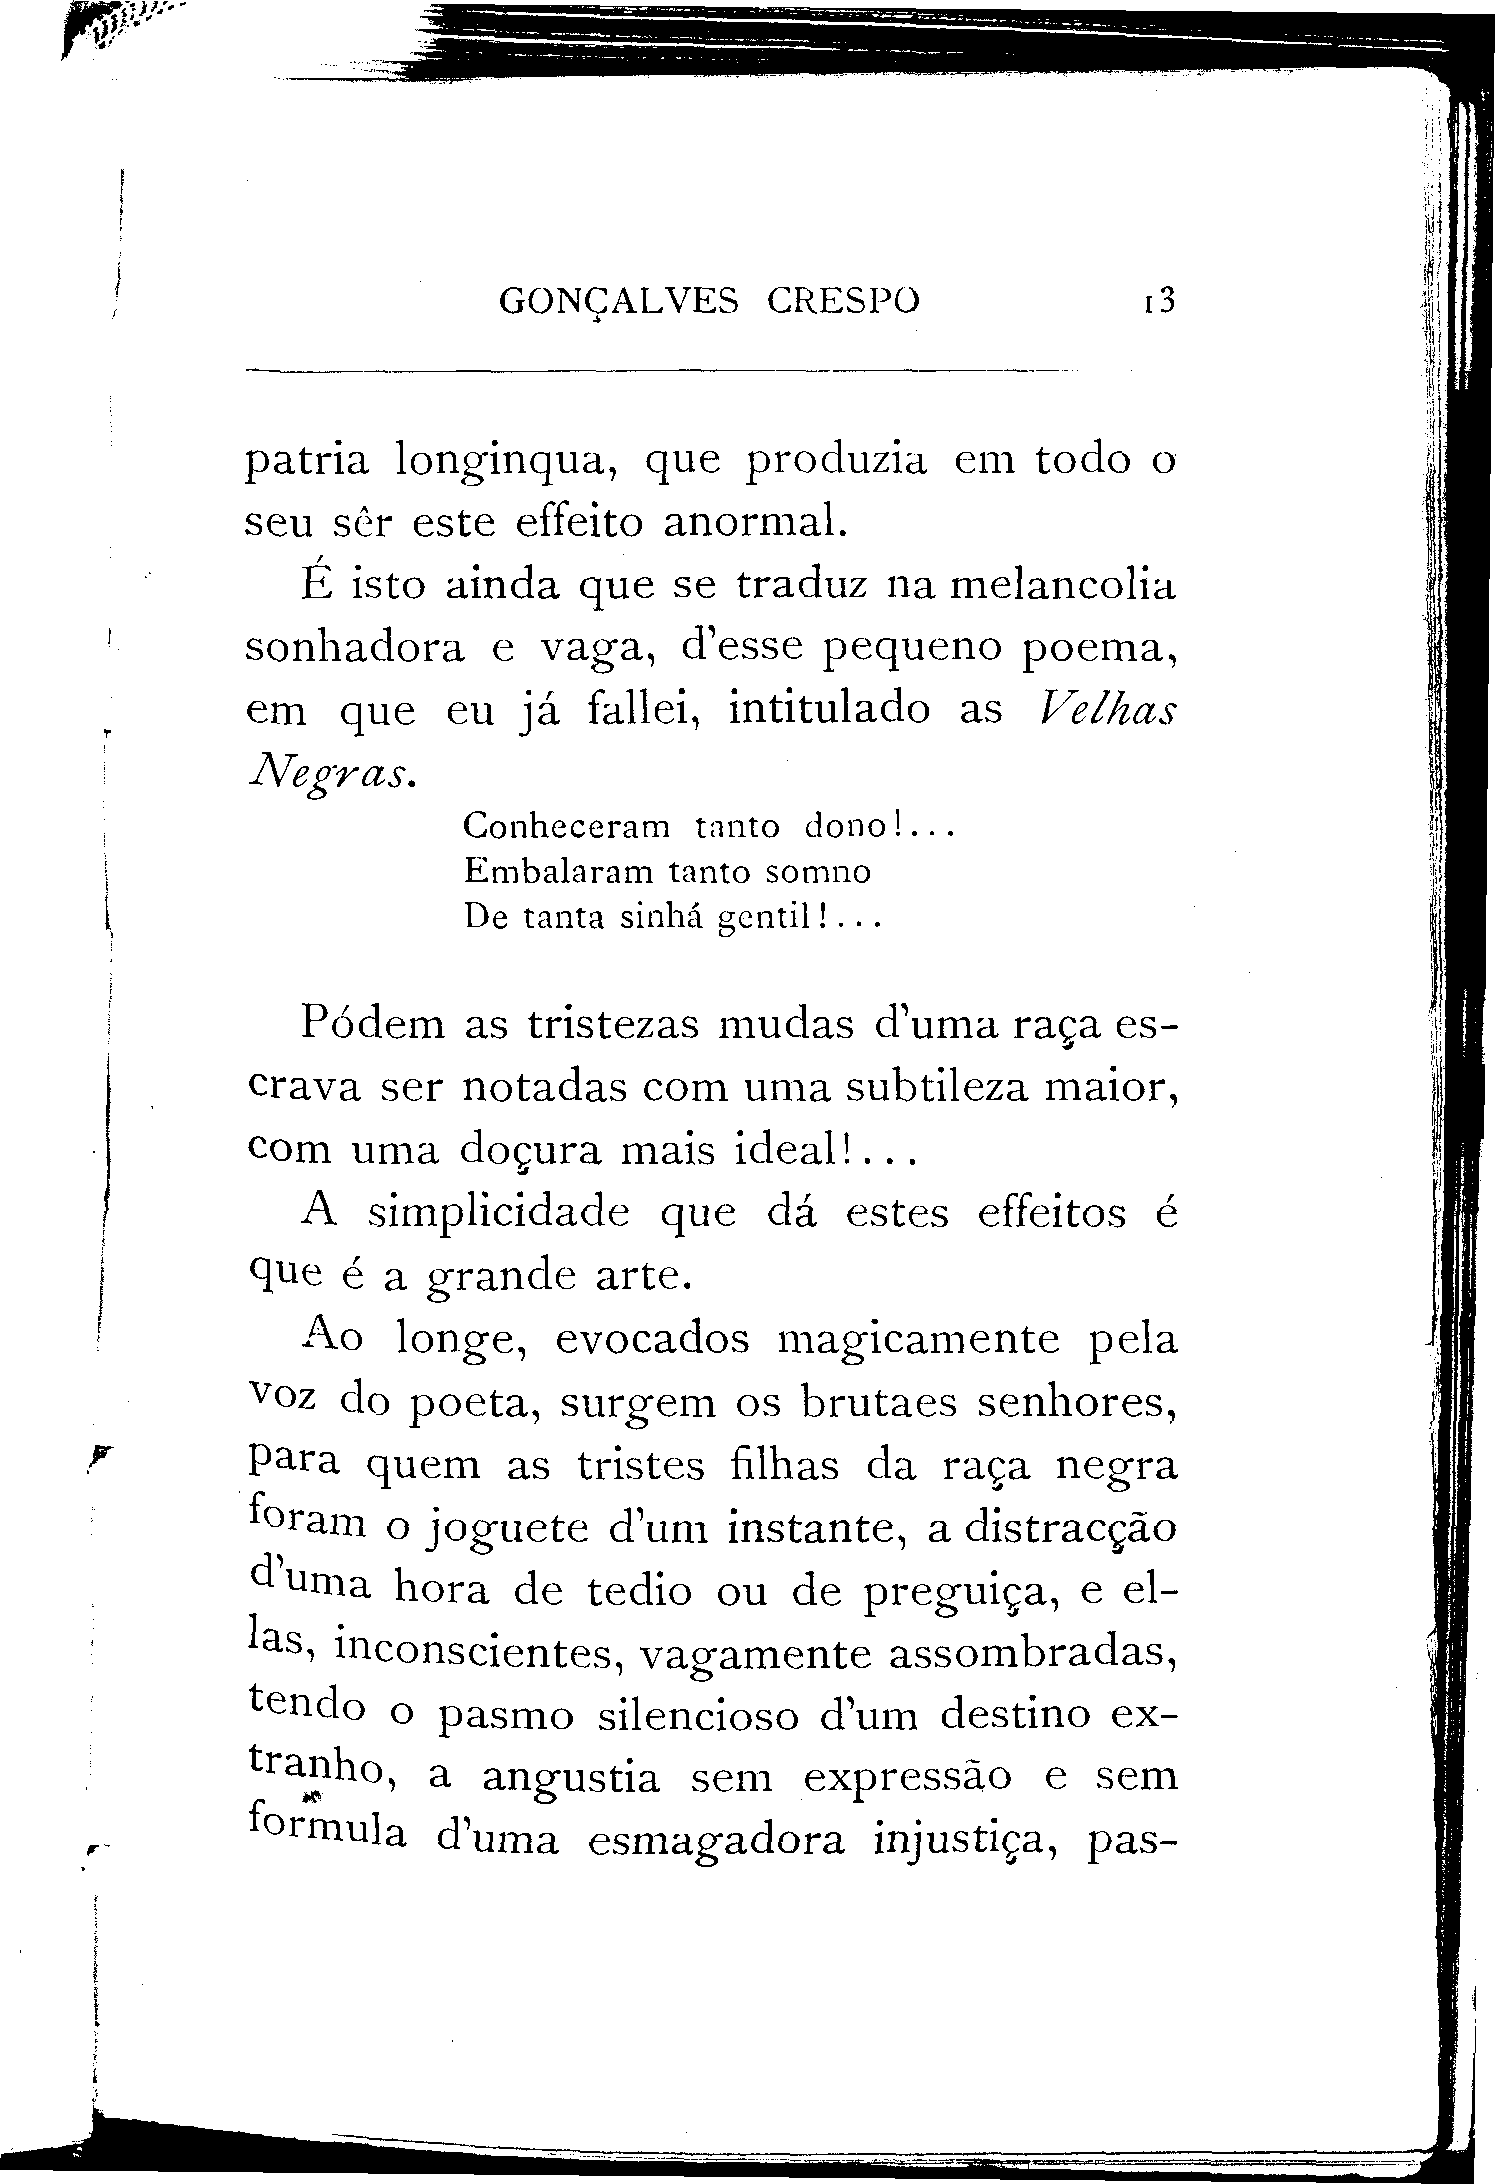 GONÇALVES CRESPO 13
patria longinqua, que produzia em todo o
seu sêr este effeito anormal.
É isto ainda que se traduz na melancolia
sonhadora e vaga, d'esse pequeno poema,
em que eu já fallei, intitulado as Velhas
Negras.
Conheceram tanto dono!...
Embalaram tanto somno
De tanta sinhá gentil!...
Pódem as tristezas mudas d'uma raça es-
crava ser notadas com uma subtileza maior,
com uma doçura mais ideal!...
A simplicidade que dá estes effeitos é
que é a grande arte.
Ao longe, evocados magicamente pela
voz do poeta, surgem os brutaes senhores,
para quem as tristes filhas da raça negra
foram o joguete d'um instante, a distracção
d'uma hora de tedio ou de preguiça, e el-
las, inconscientes, vagamente assombradas,
tendo o pasmo silencioso d'um destino ex-
tranho, a angustia sem expressão e sem
formula d'uma esmagadora injustiça, pas-